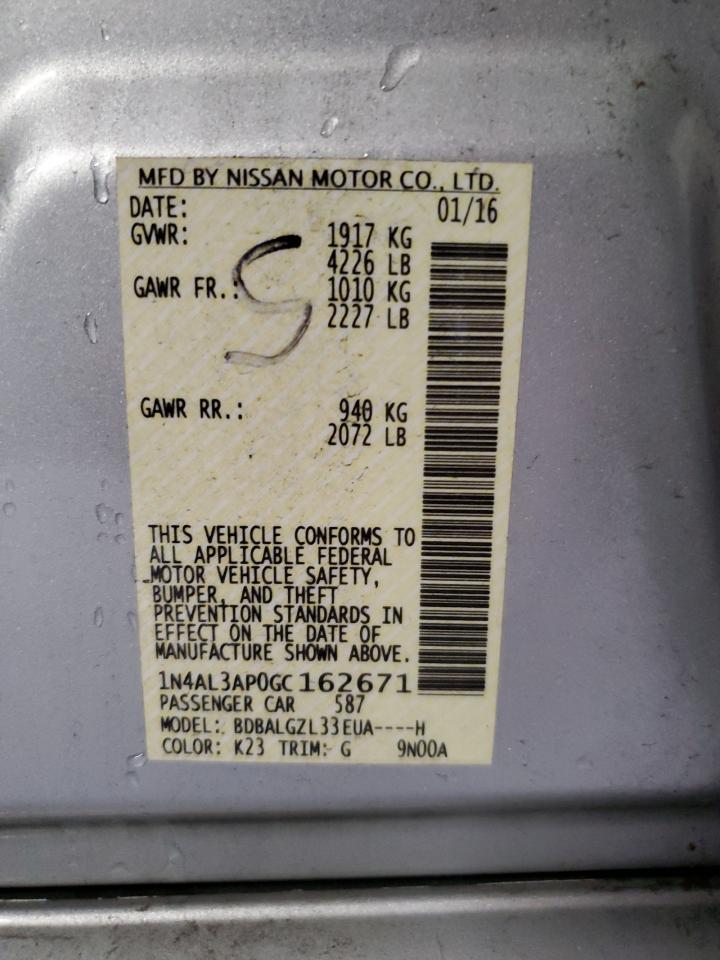 MFD BY NISSAN MOTOR CO., LTD.
DATE: 01/16
GVWR: 1917 KG
4226 LB
GAWR FR.: 1010 KG
2227 LB
5
GAWR RR.: 940 KG
2072 LB
THIS VEHICLE CONFORMS TO
ALL APPLICABLE FEDERAL
MOTOR VEHICLE SAFETY,
BUMPER, AND THEFT
PREVENTION STANDARDS IN
EFFECT ON THE DATE OF
MANUFACTURE SHOWN ABOVE.
1N4AL3AP0GC162671
PASSENGER CAR 587
MODEL: BDBALGZL33EUA----H
COLOR: K23 TRIM: G 9N00A